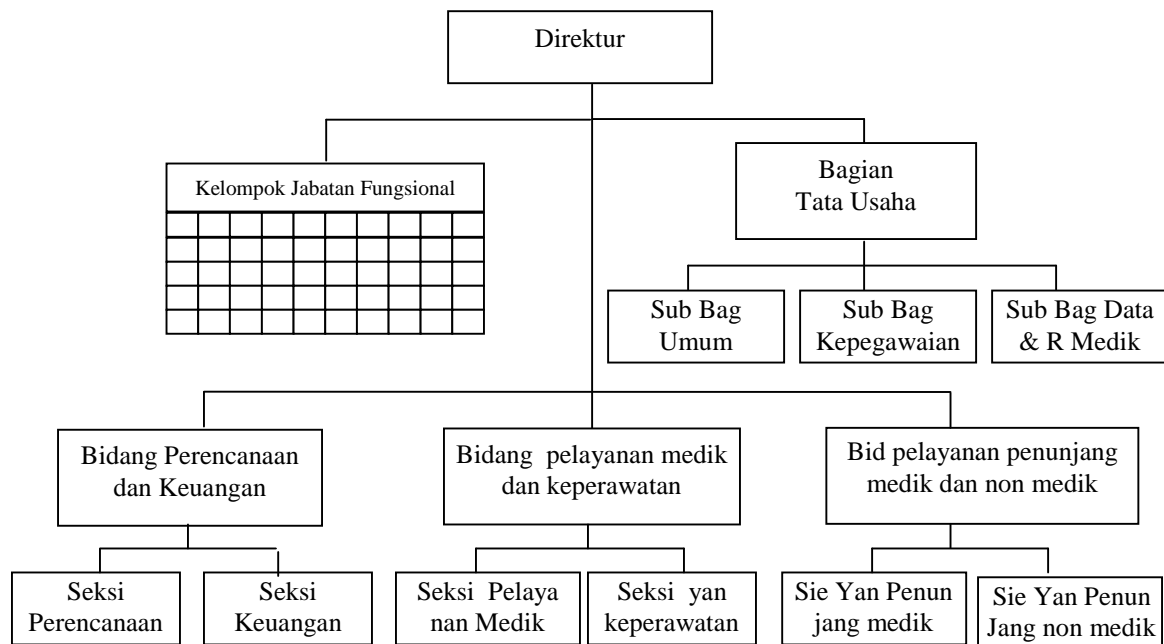 Direktur
Kelompok Jabatan Fungsional
Bagian
Tata Usaha
Sub Bag
Umum
Sub Bag
Kepegawaian
Sub Bag Data
& R Medik
Bidang Perencanaan
dan Keuangan
Bidang pelayanan medik
dan keperawatan
Bid pelayanan penunjang
medik dan non medik
Seksi
Perencanaan
Seksi
Keuangan
Seksi Pelaya
nan Medik
Seksi yan
keperawatan
Sie Yan Penun
jang medik
Sie Yan Penun
Jang non medik